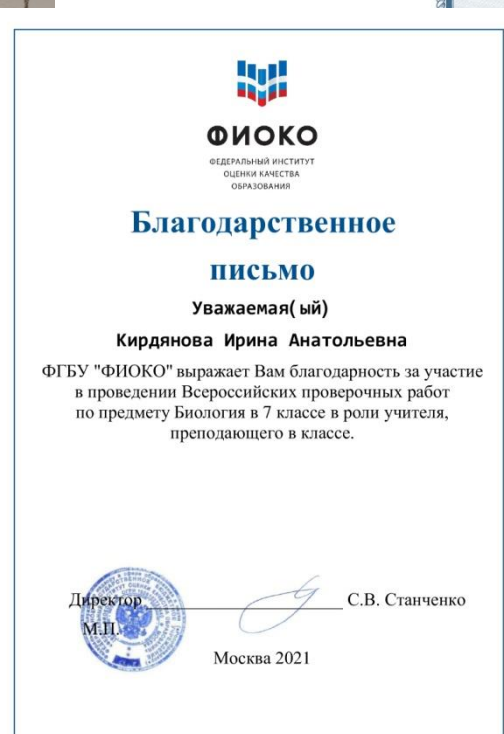 ФИОКО
ФЕДЕРАЛЬНЫЙ ИНСТИТУТ
ОЦЕНКИ КАЧЕСТВА
ОБРАЗОВАНИЯ
Благодарственное
письмо
Уважаемая( ый)
Кирдянова Ирина Анатольевна
ФГБУ "ФИОКО" выражает Вам благодарность за участие
в проведении Всероссийских проверочных работ
по предмету Биология в 7 классе в роли учителя,
преподающего в классе.
Директор С.В. Станченко
М.П.
Москва 2021